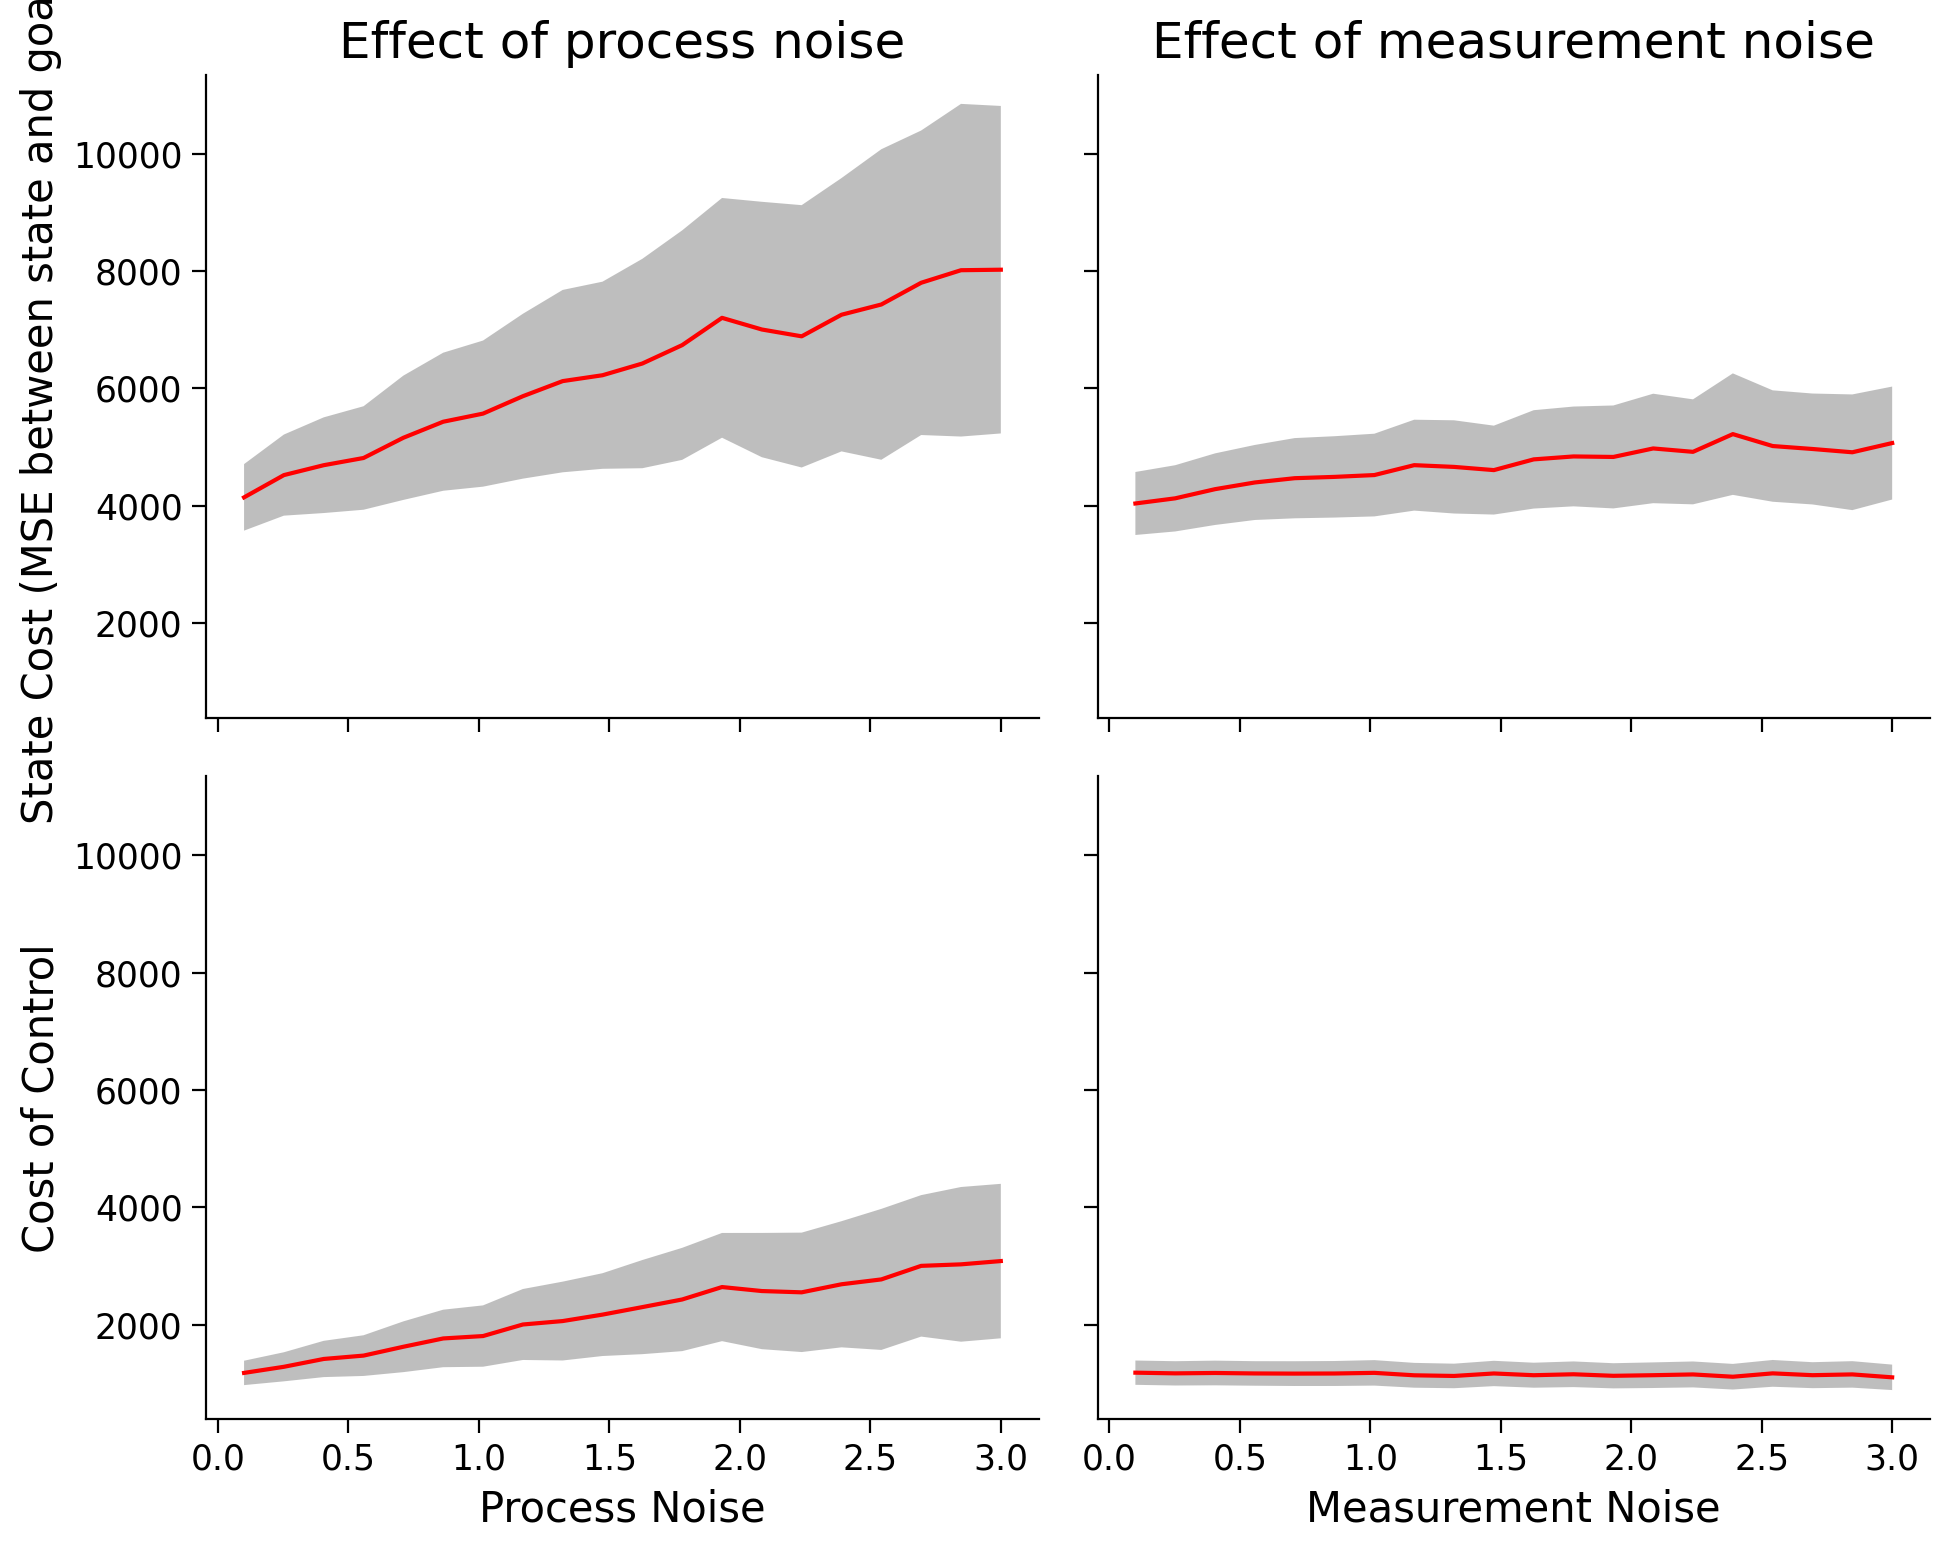 Effect of process noise
Effect of measurement noise
State Cost (MSE between state and goa
10000
8000
6000
4000
2000
Cost of Control
10000
8000
6000
4000
2000
0.0 0.5 1.0 1.5 2.0 2.5 3.0
0.0 0.5 1.0 1.5 2.0 2.5 3.0
Process Noise
Measurement Noise